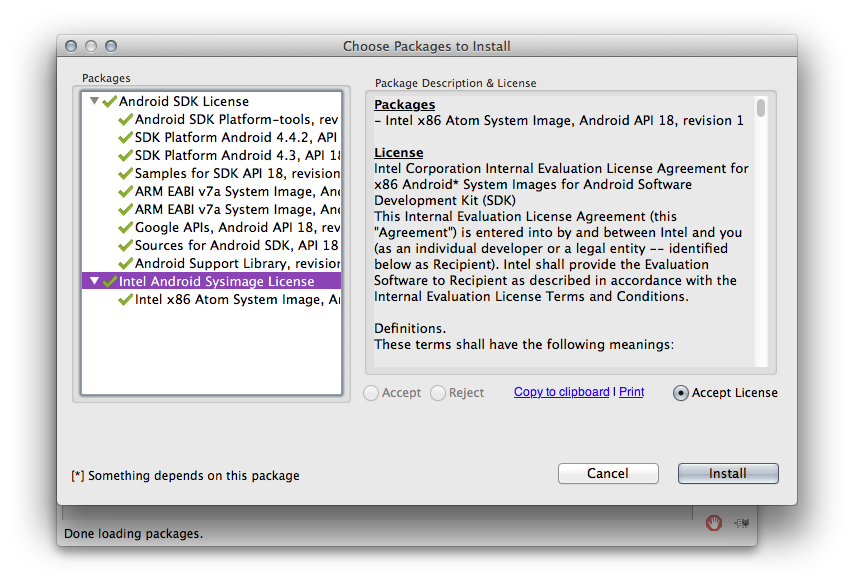 Choose Packages to Install
Packages
Android SDK License
Android SDK Platform-tools, rev
SDK Platform Android 4.4.2, API
SDK Platform Android 4.3, API 18
Samples for SDK API 18, revision
ARM EABI v7a System Image, And
ARM EABI v7a System Image, And
Google APIs, Android API 18, rev
Sources for Android SDK, API 18
Android Support Library, revision
Intel Android Sysimage License
Intel x86 Atom System Image, A
Package Description & License
Packages
- Intel x86 Atom System Image, Android API 18, revision 1
License
Intel Corporation Internal Evaluation License Agreement for
x86 Android* System Images for Android Software
Development Kit (SDK)
This Internal Evaluation License Agreement (this
"Agreement") is entered into by and between Intel and you
(as an individual developer or a legal entity -- identified
below as Recipient). Intel shall provide the Evaluation
Software to Recipient as described in accordance with the
Internal Evaluation License Terms and Conditions.
Definitions.
These terms shall have the following meanings:
Accept Reject Copy to clipboard | Print Accept License
[*] Something depends on this package
Cancel Install
Done loading packages.